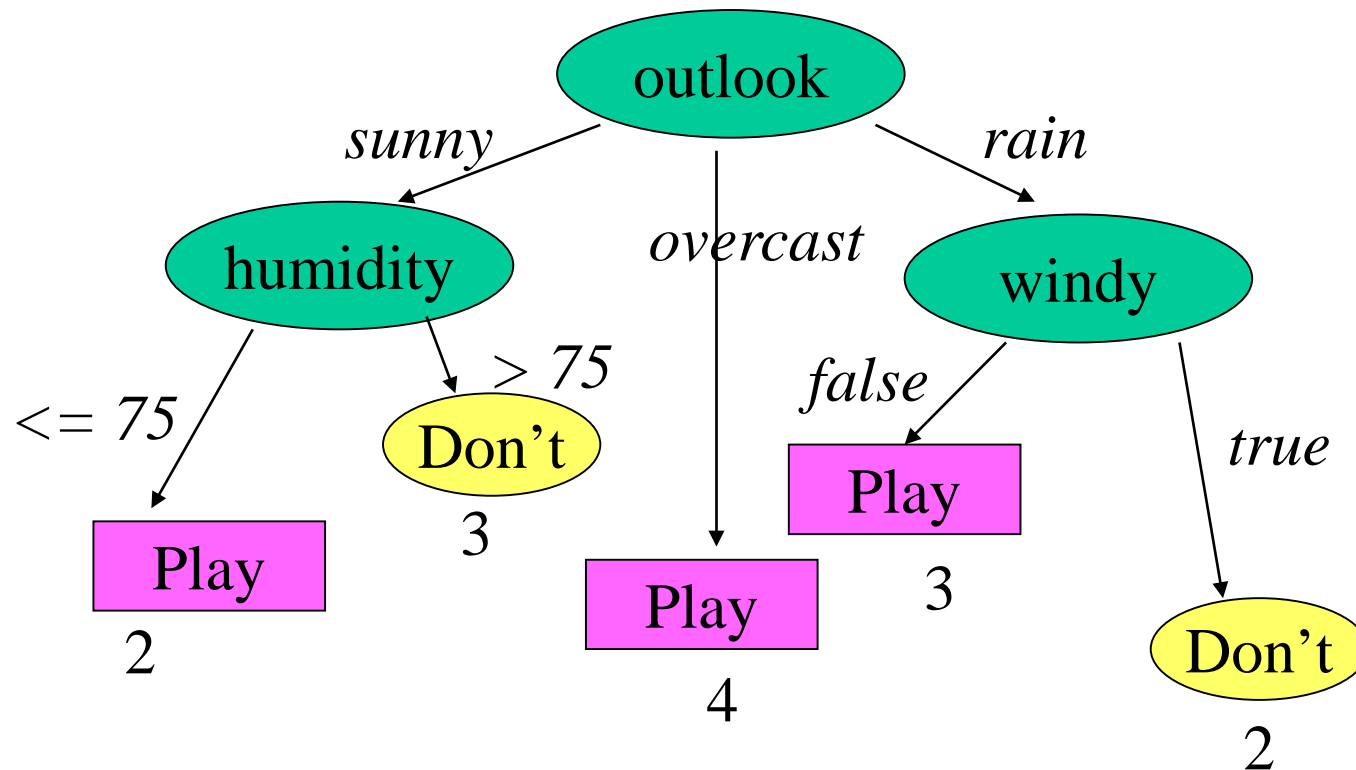 outlook
sunny
rain
overcast
humidity
windy
<= 75
> 75
false
true
Don’t
3
Play
2
Play
4
Play
3
Don’t
2